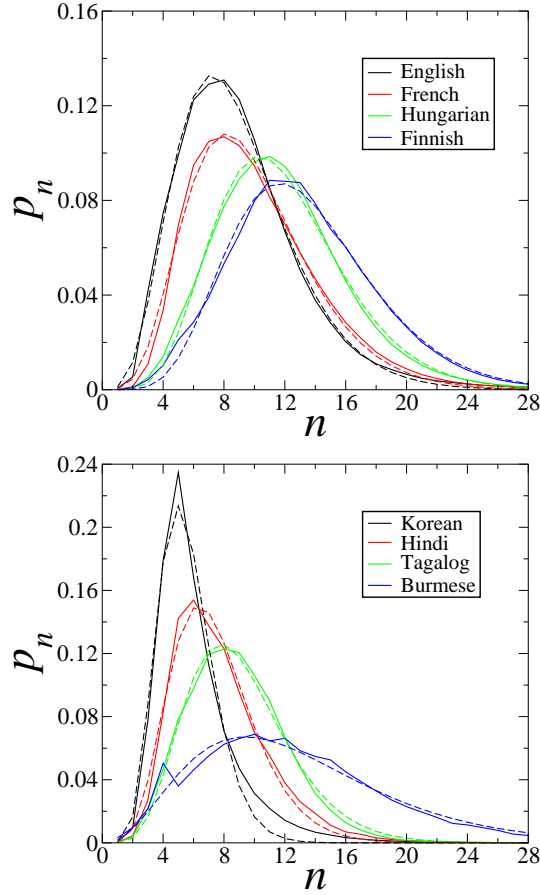 0.16
0.12
0.08
0.04
0
p_n
English
French
Hungarian
Finnish
0 4 8 12 16 20 24 28
n
0.24
0.2
0.16
0.12
0.08
0.04
0
p_n
Korean
Hindi
Tagalog
Burmese
0 4 8 12 16 20 24 28
n